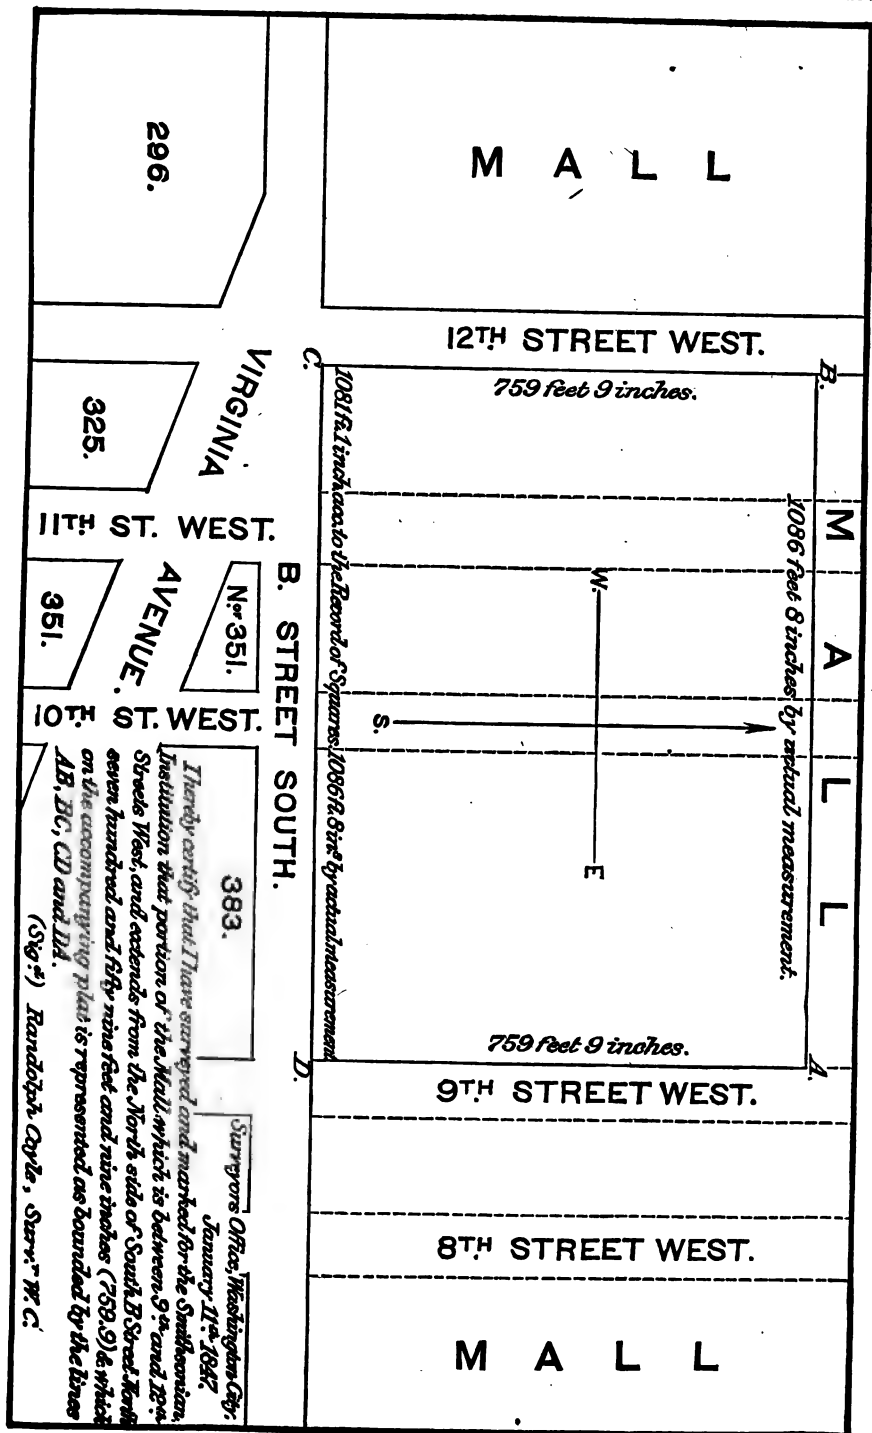 MALL
12TH STREET WEST.
B.
C.
759 feet 9 inches.
1086 feet 8 inches by actual measurement.
MALL
W.
E
S.
1081 ft. 1 inch acc. to the Record of Squares. 1086 ft. 8 ins by actual measurement
759 feet 9 inches.
A.
D.
9TH STREET WEST.
8TH STREET WEST.
MALL
296.
VIRGINIA
325.
11TH ST. WEST.
AVENUE.
Nor 351.
351.
10TH ST. WEST.
B. STREET SOUTH.
383.
Surveyors Office, Washington City.
January 11th 1847.
I hereby certify that I have surveyed and marked for the Smithsonian
Institution that portion of the Mall which is between 9th and 12th
Streets West, and extends from the North side of South B Street North
seven hundred and fifty nine feet and nine inches (759.9) & which
on the accompanying plat is represented as bounded by the lines
AB, BC, CD and DA.
(Sigd) Randolph Coyle, Survr W. C.